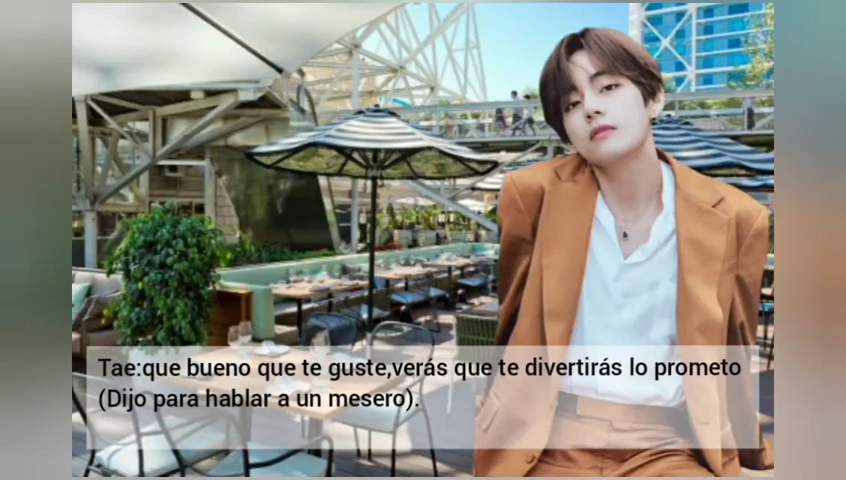 Tae:que bueno que te guste,verás que te divertirás lo prometo
(Dijo para hablar a un mesero).